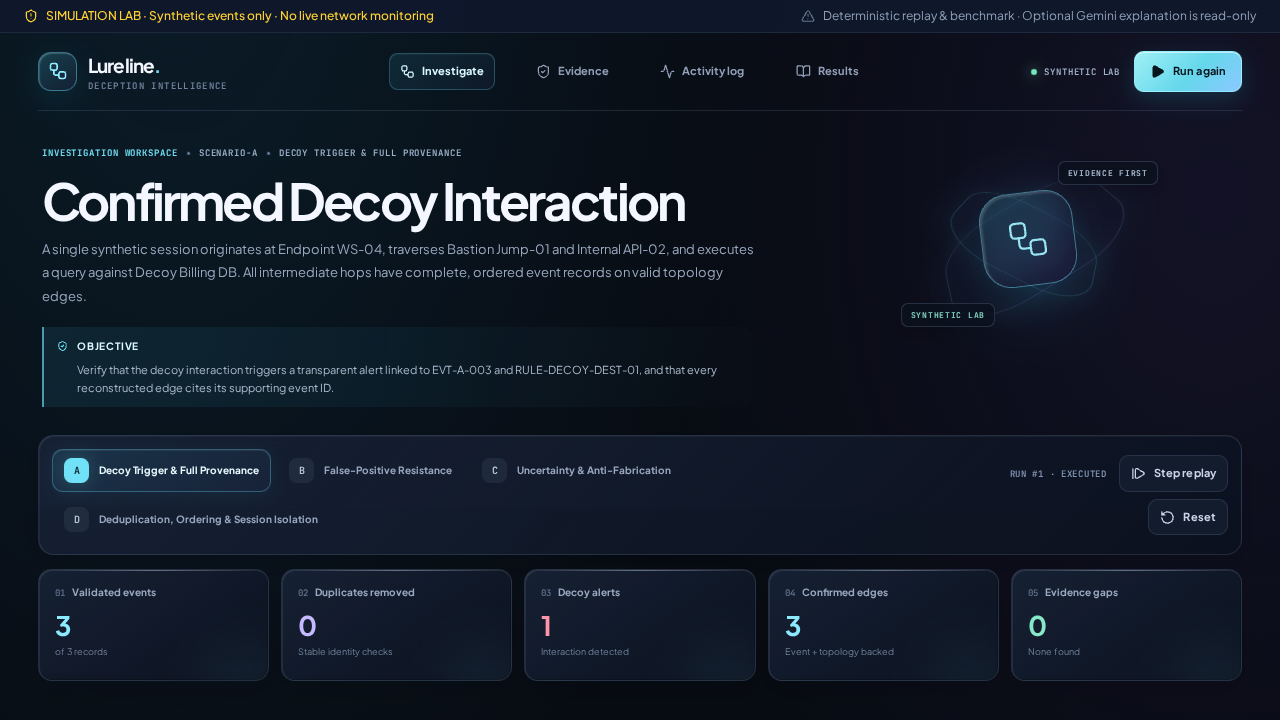 SIMULATION LAB · Synthetic events only · No live network monitoring
Deterministic replay & benchmark · Optional Gemini explanation is read-only
Lureline.
DECEPTION INTELLIGENCE
Investigate
Evidence
Activity log
Results
SYNTHETIC LAB
Run again
INVESTIGATION WORKSPACE • SCENARIO-A • DECOY TRIGGER & FULL PROVENANCE
Confirmed Decoy Interaction
A single synthetic session originates at Endpoint WS-04, traverses Bastion Jump-01 and Internal API-02, and executes
a query against Decoy Billing DB. All intermediate hops have complete, ordered event records on valid topology
edges.
EVIDENCE FIRST
SYNTHETIC LAB
OBJECTIVE
Verify that the decoy interaction triggers a transparent alert linked to EVT-A-003 and RULE-DECOY-DEST-01, and that every
reconstructed edge cites its supporting event ID.
A Decoy Trigger & Full Provenance
B False-Positive Resistance
C Uncertainty & Anti-Fabrication
D Deduplication, Ordering & Session Isolation
RUN #1 · EXECUTED
Step replay
Reset
01 Validated events
3
of 3 records
02 Duplicates removed
0
Stable identity checks
03 Decoy alerts
1
Interaction detected
04 Confirmed edges
3
Event + topology backed
05 Evidence gaps
0
None found